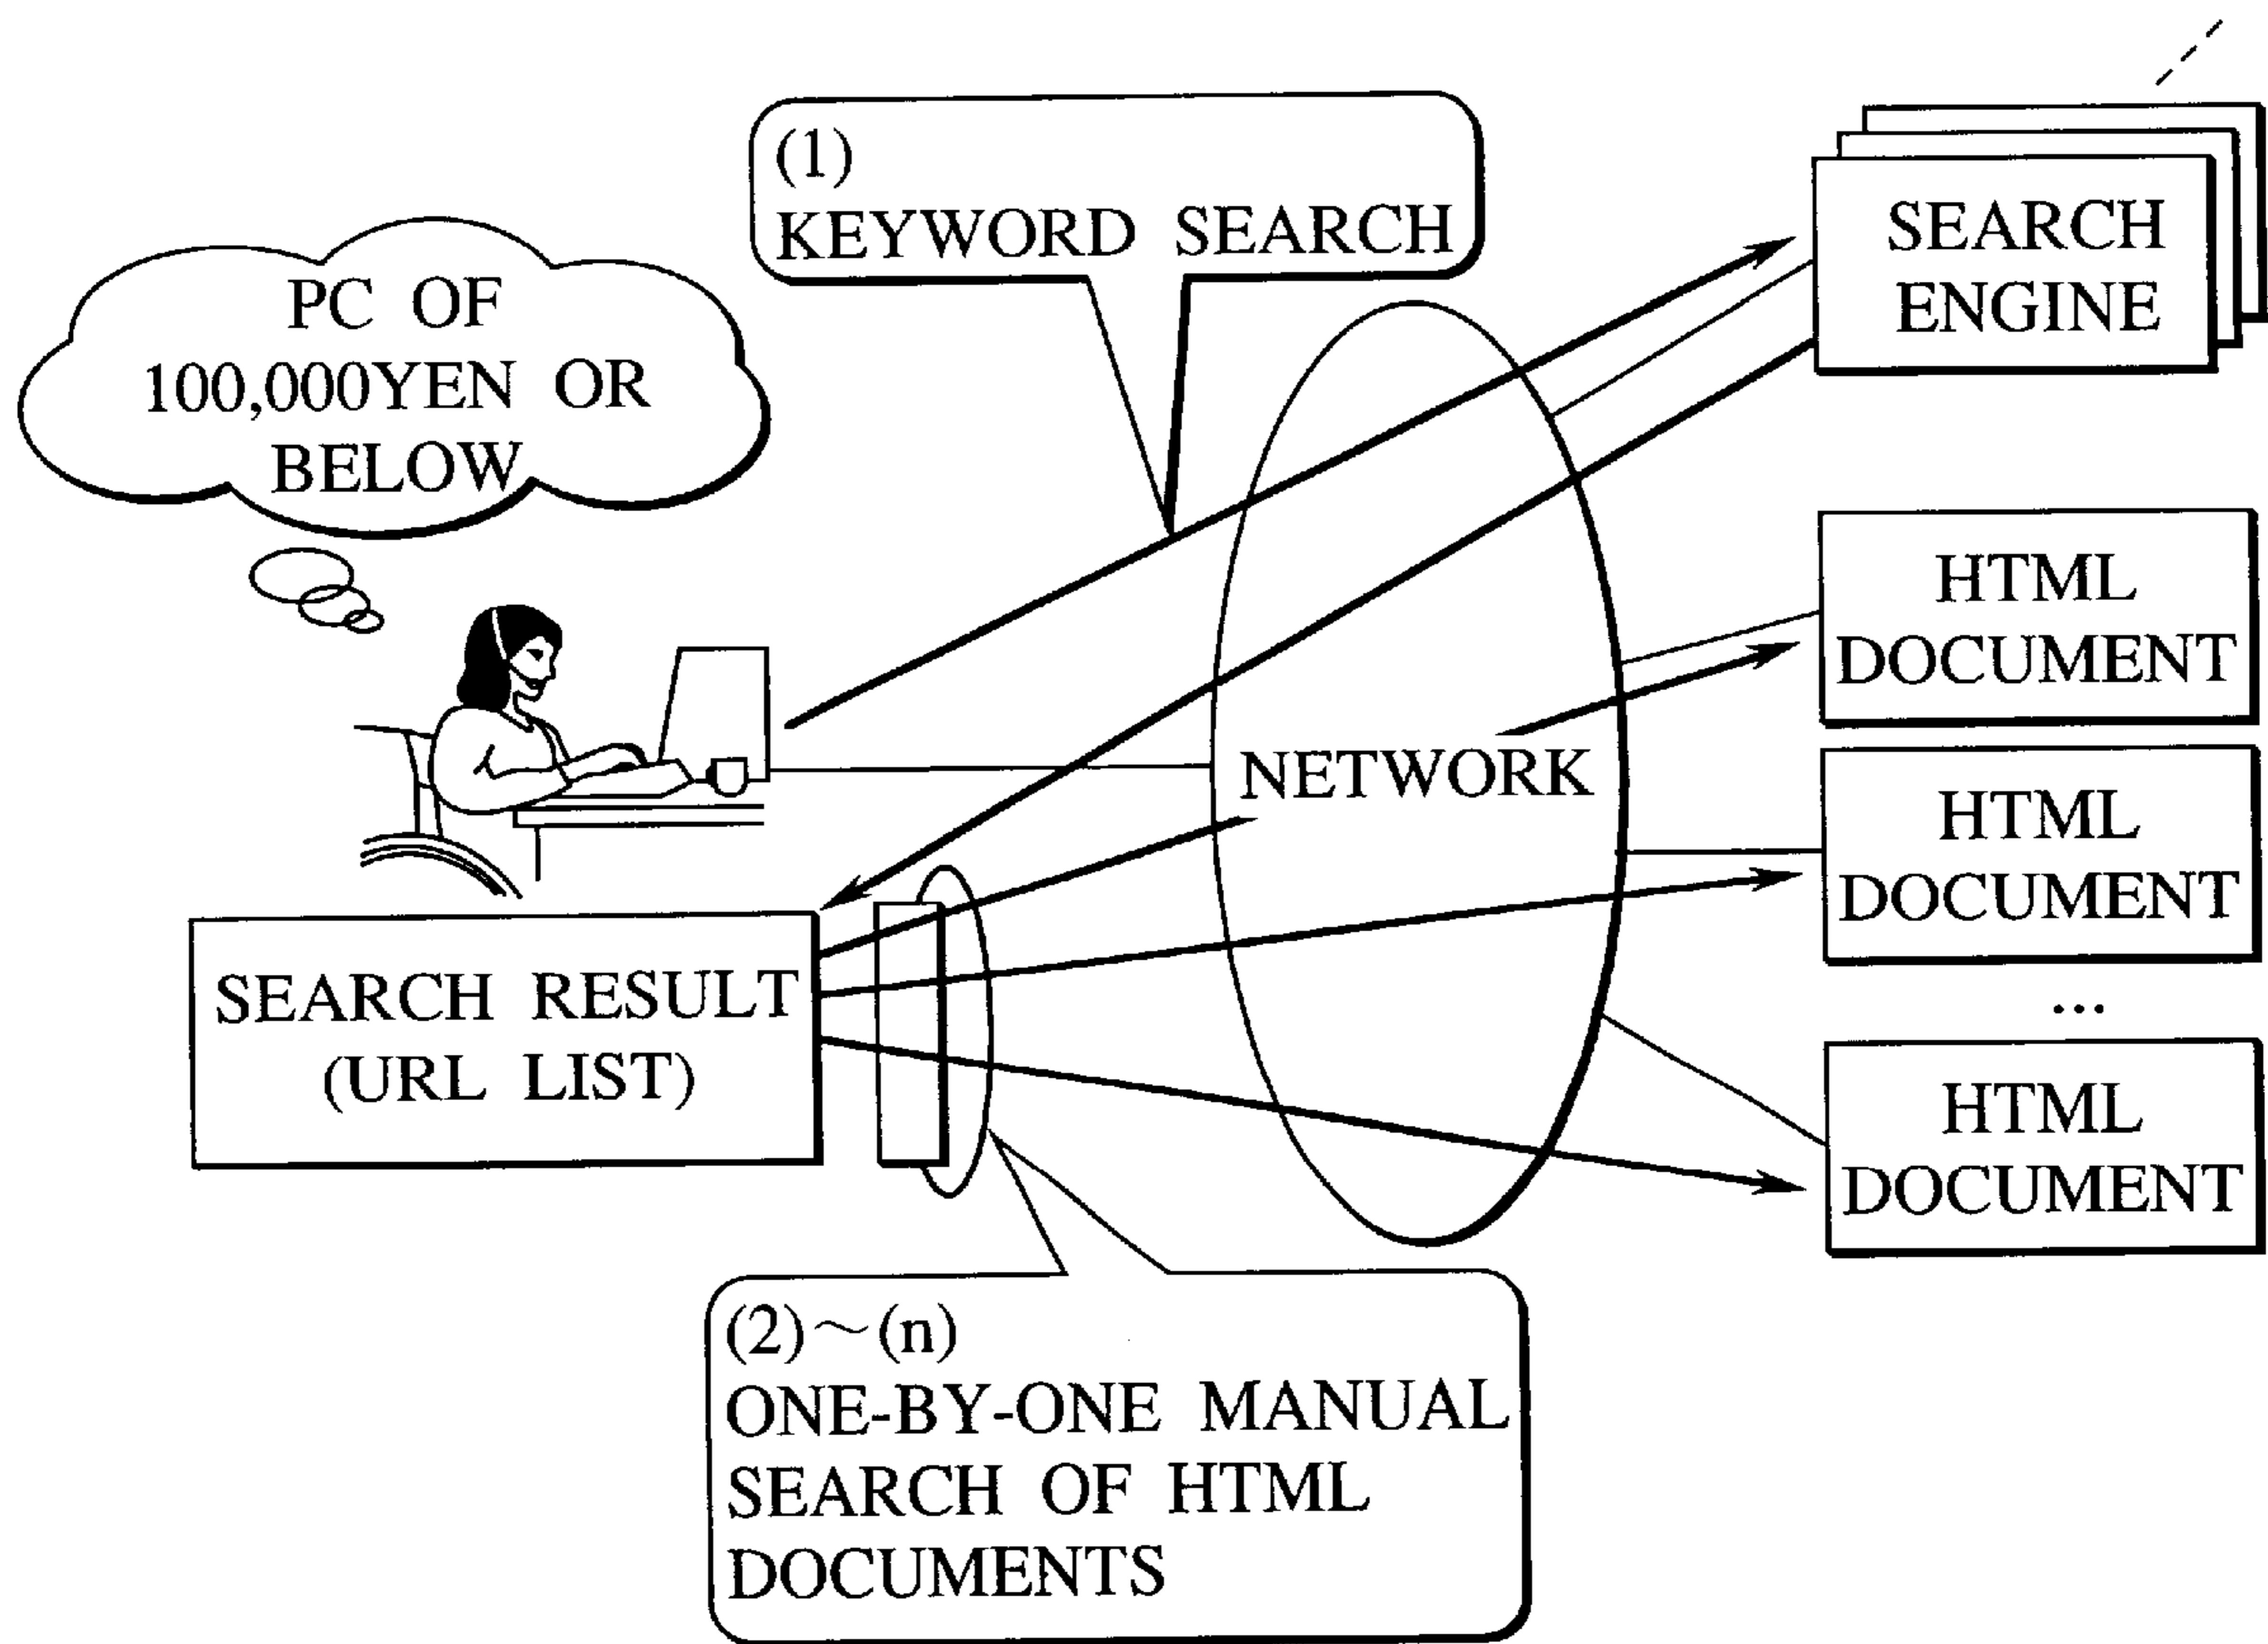 (1)
KEYWORD SEARCH
SEARCH
ENGINE
PC OF
100,000YEN OR
BELOW
HTML
DOCUMENT
NETWORK
HTML
DOCUMENT
...
HTML
DOCUMENT
SEARCH RESULT
(URL LIST)
(2)～(n)
ONE-BY-ONE MANUAL
SEARCH OF HTML
DOCUMENTS